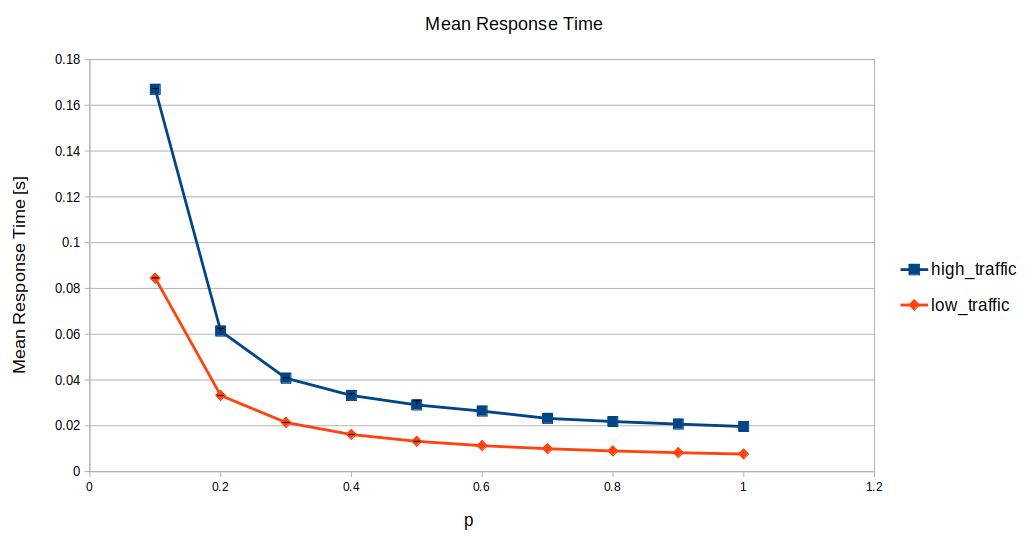 Mean Response Time
0.18
0.16
0.14
0.12
0.1
0.08
0.06
0.04
0.02
0
Mean Response Time [s]
0 0.2 0.4 0.6 0.8 1 1.2
p
high_traffic
low_traffic